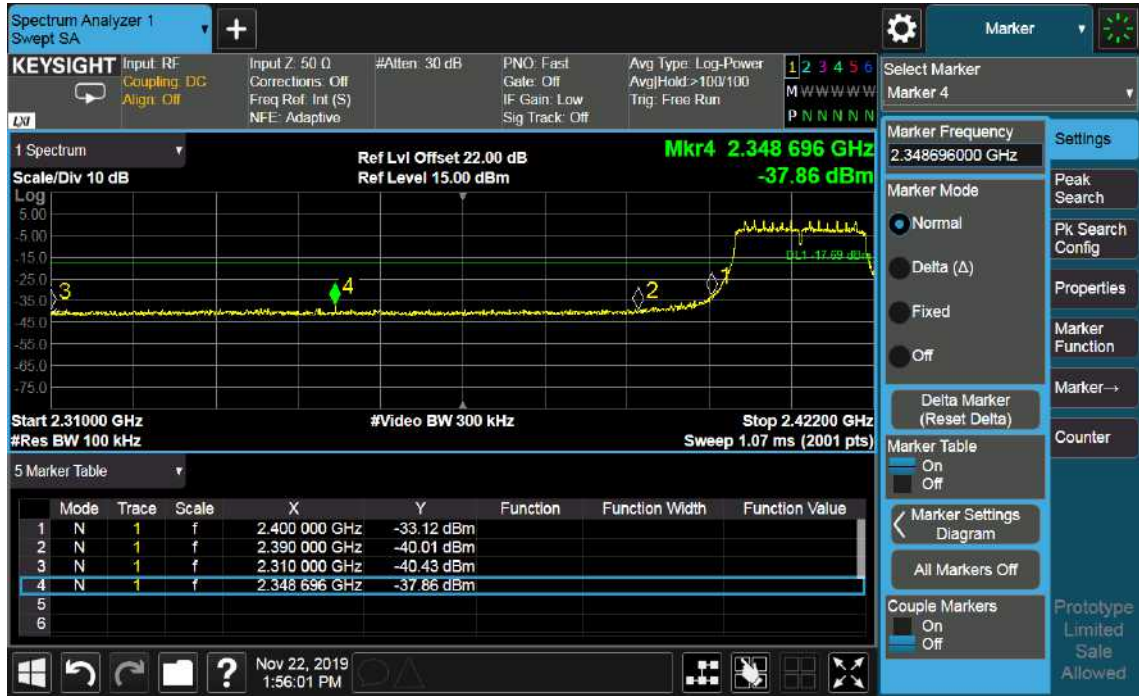 Spectrum Analyzer 1
Swept SA
+
Marker
KEYSIGHT
LXI
Input: RF
Coupling: DC
Align: Off
Input Z: 50 Ω
Corrections: Off
Freq Ref: Int (S)
NFE: Adaptive
#Atten: 30 dB
PNO: Fast
Gate: Off
IF Gain: Low
Sig Track: Off
Avg Type: Log-Power
Avg|Hold:>100/100
Trig: Free Run
1 2 3 4 5 6
M W W W W W
P N N N N N
Select Marker
Marker 4
1 Spectrum
Scale/Div 10 dB
Ref Lvl Offset 22.00 dB
Ref Level 15.00 dBm
Mkr4 2.348 696 GHz
-37.86 dBm
Log
5.00
-5.00
-15.0
-25.0
-35.0
-45.0
-55.0
-65.0
-75.0
DL1 -17.69 dBm
3
4
2
1
Start 2.31000 GHz
#Video BW 300 kHz
Stop 2.42200 GHz
#Res BW 100 kHz
Sweep 1.07 ms (2001 pts)
5 Marker Table
Mode Trace Scale X Y Function Function Width Function Value
1 N 1 f 2.400 000 GHz -33.12 dBm
2 N 1 f 2.390 000 GHz -40.01 dBm
3 N 1 f 2.310 000 GHz -40.43 dBm
4 N 1 f 2.348 696 GHz -37.86 dBm
5
6
Marker Frequency
2.348696000 GHz
Marker Mode
Normal
Delta (Δ)
Fixed
Off
Delta Marker
(Reset Delta)
Marker Table
On
Off
Marker Settings
Diagram
All Markers Off
Couple Markers
On
Off
Settings
Peak
Search
Pk Search
Config
Properties
Marker
Function
Marker→
Counter
Prototype
Limited
Sale
Allowed
?
Nov 22, 2019
1:56:01 PM